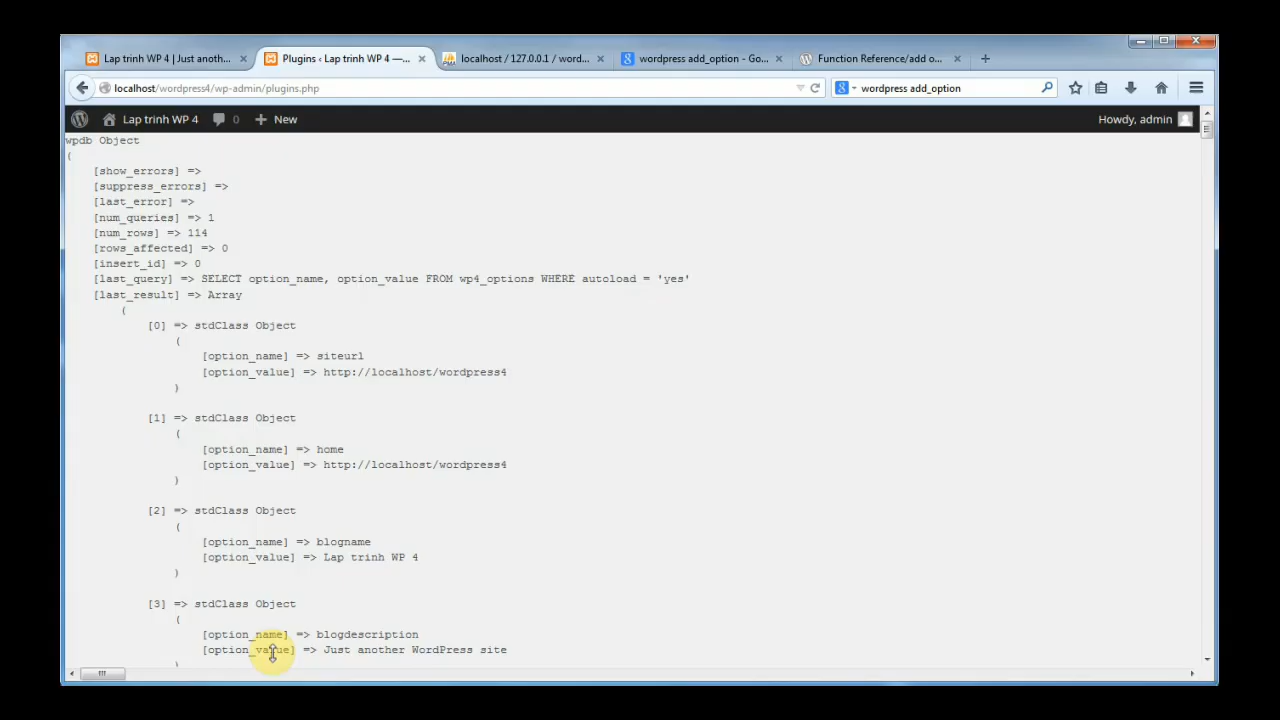 Lap trinh WP 4 | Just anoth...
Plugins ‹ Lap trinh WP 4 —...
localhost / 127.0.0.1 / word...
wordpress add_option - Go...
Function Reference/add o...
localhost/wordpress4/wp-admin/plugins.php
wordpress add_option
Lap trinh WP 4
0
New
Howdy, admin
wpdb Object
(
[show_errors] =>
[suppress_errors] =>
[last_error] =>
[num_queries] => 1
[num_rows] => 114
[rows_affected] => 0
[insert_id] => 0
[last_query] => SELECT option_name, option_value FROM wp4_options WHERE autoload = 'yes'
[last_result] => Array
(
[0] => stdClass Object
(
[option_name] => siteurl
[option_value] => http://localhost/wordpress4
)
[1] => stdClass Object
(
[option_name] => home
[option_value] => http://localhost/wordpress4
)
[2] => stdClass Object
(
[option_name] => blogname
[option_value] => Lap trinh WP 4
)
[3] => stdClass Object
(
[option_name] => blogdescription
[option_value] => Just another WordPress site
)